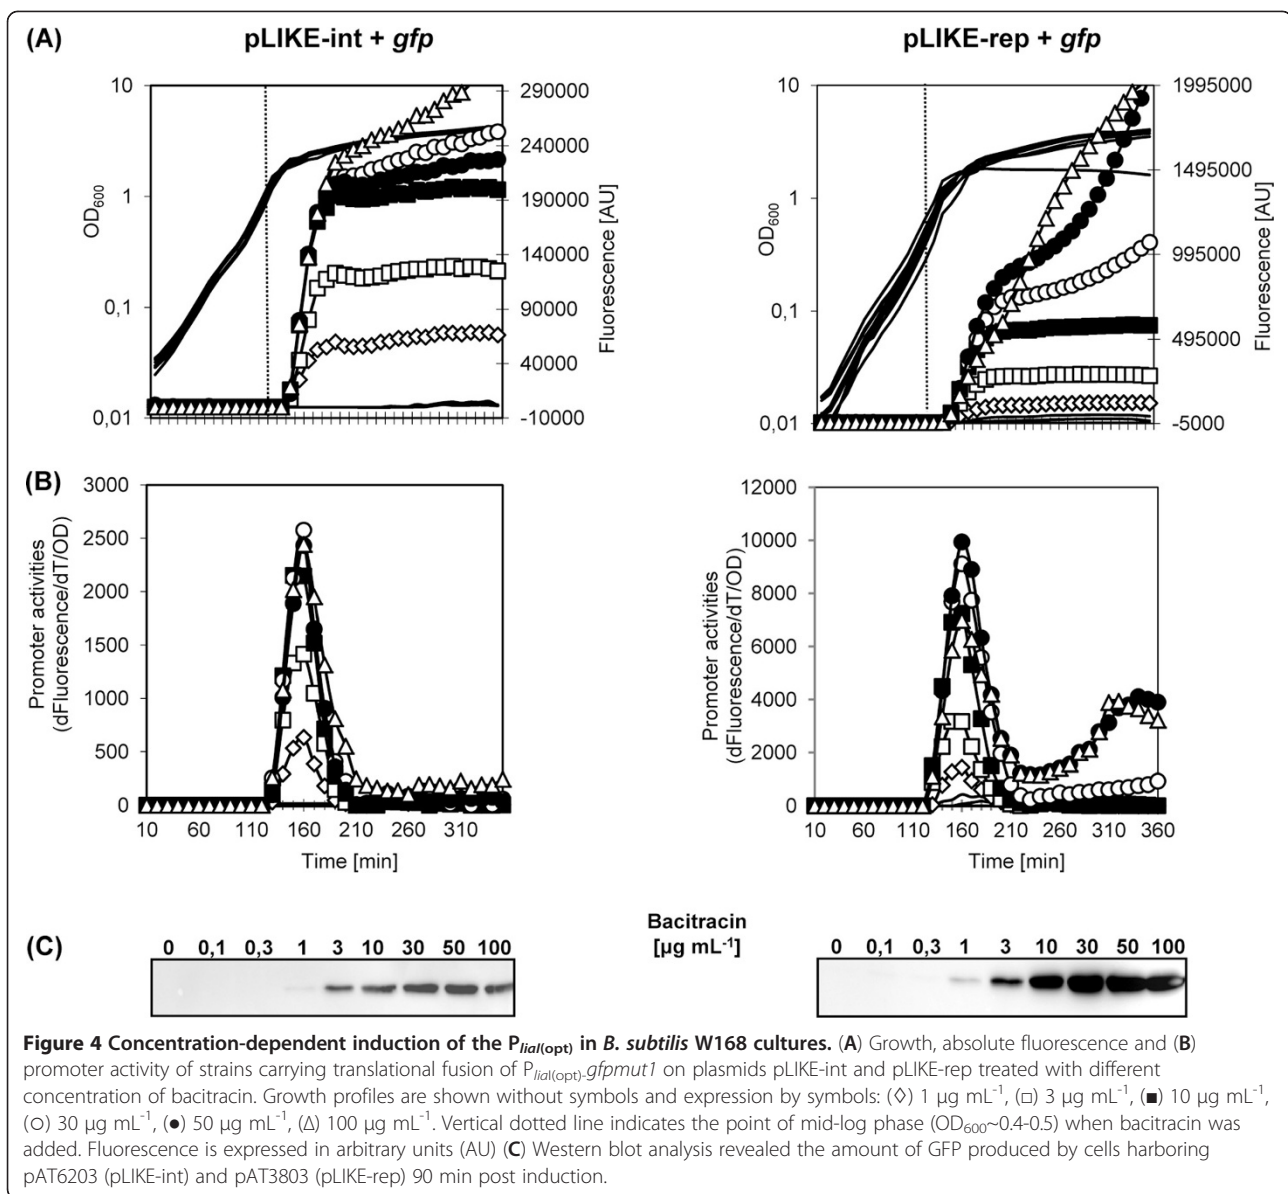 (A)
pLIKE-int + gfp
pLIKE-rep + gfp
10
1
0,1
0,01
OD600
290000
240000
190000
140000
90000
40000
-10000
Fluorescence [AU]
10
1
0,1
0,01
OD600
1995000
1495000
995000
495000
-5000
Fluorescence [AU]
(B)
3000
2500
2000
1500
1000
500
0
Promoter activities
(dFluorescence/dT/OD)
10 60 110 160 210 260 310
Time [min]
12000
10000
8000
6000
4000
2000
0
Promoter activities
(dFluorescence/dT/OD)
10 60 110 160 210 260 310 360
Time [min]
(C)
0 0,1 0,3 1 3 10 30 50 100
Bacitracin
[µg mL-1]
0 0,1 0,3 1 3 10 30 50 100
Figure 4 Concentration-dependent induction of the PliaI(opt) in B. subtilis W168 cultures. (A) Growth, absolute fluorescence and (B)
promoter activity of strains carrying translational fusion of PliaI(opt)-gfpmut1 on plasmids pLIKE-int and pLIKE-rep treated with different
concentration of bacitracin. Growth profiles are shown without symbols and expression by symbols: (◊) 1 µg mL-1, (□) 3 µg mL-1, (■) 10 µg mL-1,
(○) 30 µg mL-1, (●) 50 µg mL-1, (Δ) 100 µg mL-1. Vertical dotted line indicates the point of mid-log phase (OD600~0.4-0.5) when bacitracin was
added. Fluorescence is expressed in arbitrary units (AU) (C) Western blot analysis revealed the amount of GFP produced by cells harboring
pAT6203 (pLIKE-int) and pAT3803 (pLIKE-rep) 90 min post induction.